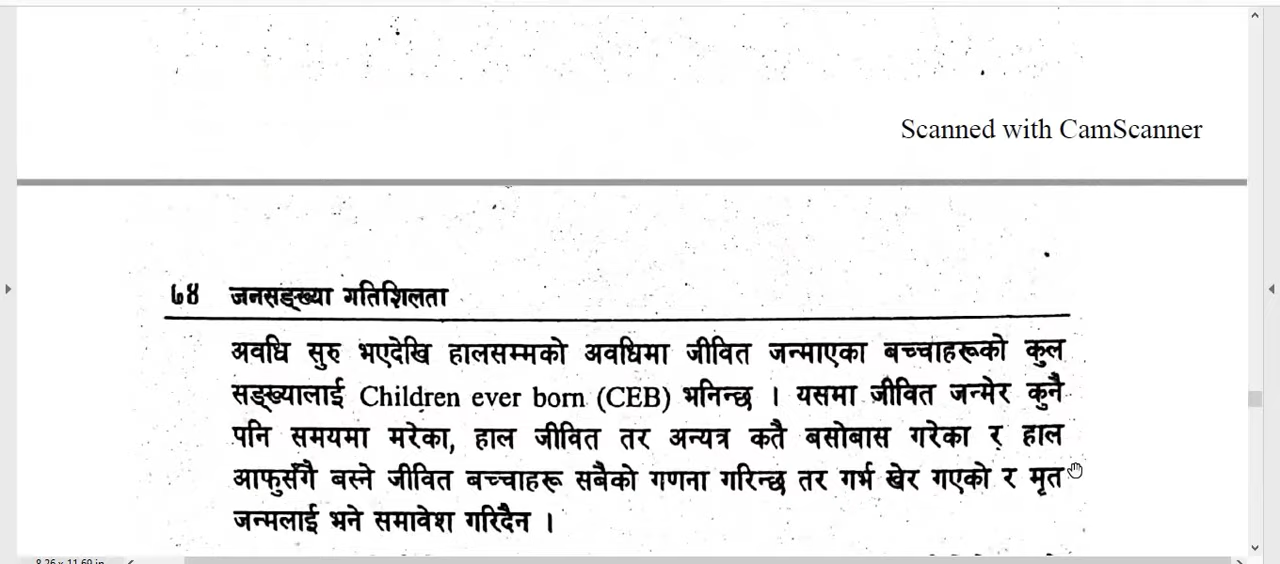 Scanned with CamScanner
७४ जनसङ्ख्या गतिशिलता
अवधि सुरु भएदेखि हालसम्मको अवधिमा जीवित जन्माएका बच्चाहरूको कुल
सङ्ख्यालाई Children ever born (CEB) भनिन्छ । यसमा जीवित जन्मेर कुनै
पनि समयमा मरेका, हाल जीवित तर अन्यत्र कतै बसोबास गरेका र हाल
आफुसँगै बस्ने जीवित बच्चाहरू सबैको गणना गरिन्छ तर गर्भ खेर गएको र मृत
जन्मलाई भने समावेश गरिदैन ।